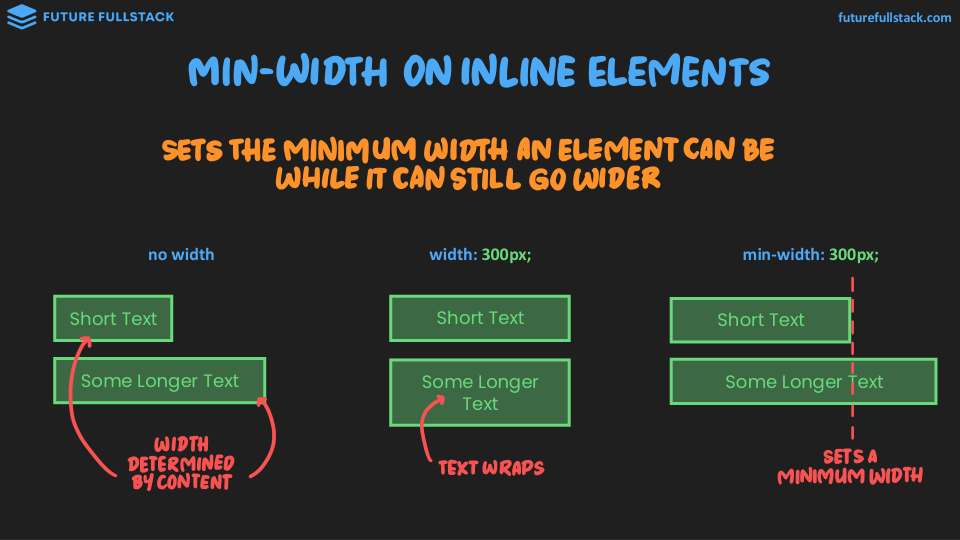 FUTURE FULLSTACK
futurefullstack.com
MIN-WIDTH ON INLINE ELEMENTS
SETS THE MINIMUM WIDTH AN ELEMENT CAN BE
WHILE IT CAN STILL GO WIDER
no width
width: 300px;
min-width: 300px;
Short Text
Short Text
Short Text
Some Longer Text
Some Longer
Text
Some Longer Text
WIDTH
DETERMINED
BY CONTENT
TEXT WRAPS
SETS A
MINIMUM WIDTH